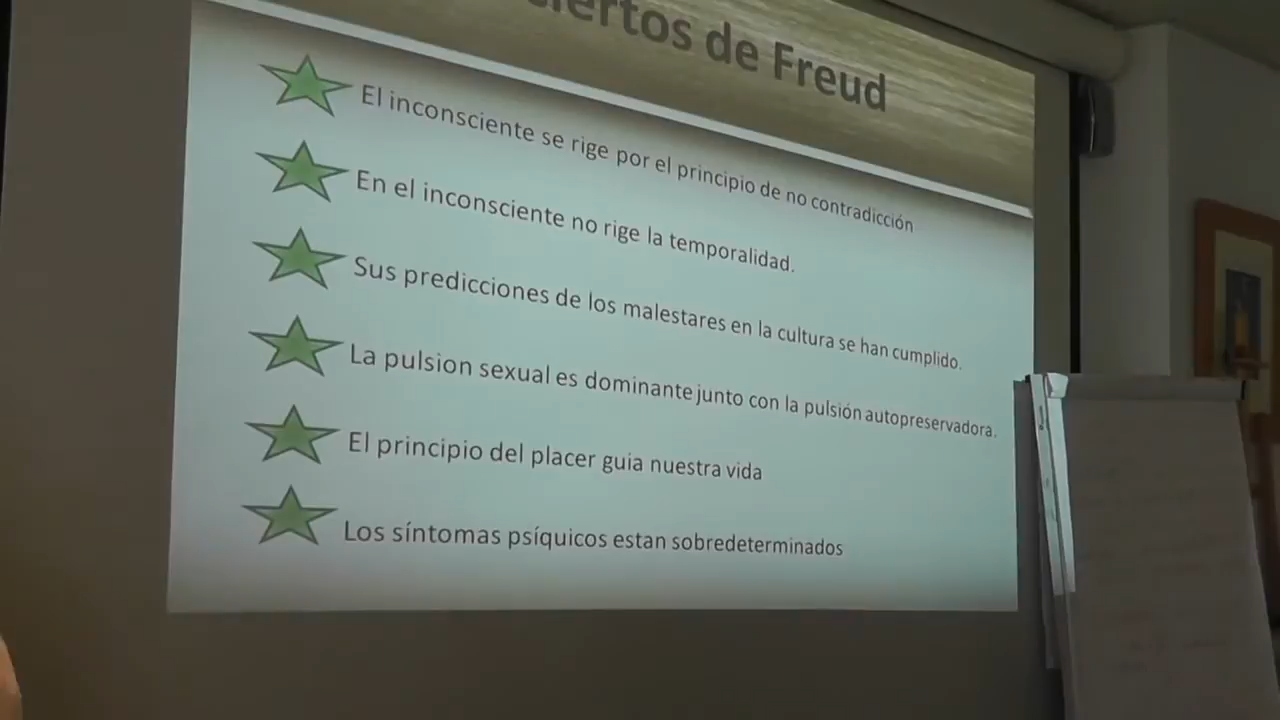 de Freud
El inconsciente se rige por el principio de no contradicción
En el inconsciente no rige la temporalidad.
Sus predicciones de los malestares en la cultura se han cumplido.
La pulsion sexual es dominante junto con la pulsión autopreservadora.
El principio del placer guia nuestra vida
Los síntomas psíquicos estan sobredeterminados